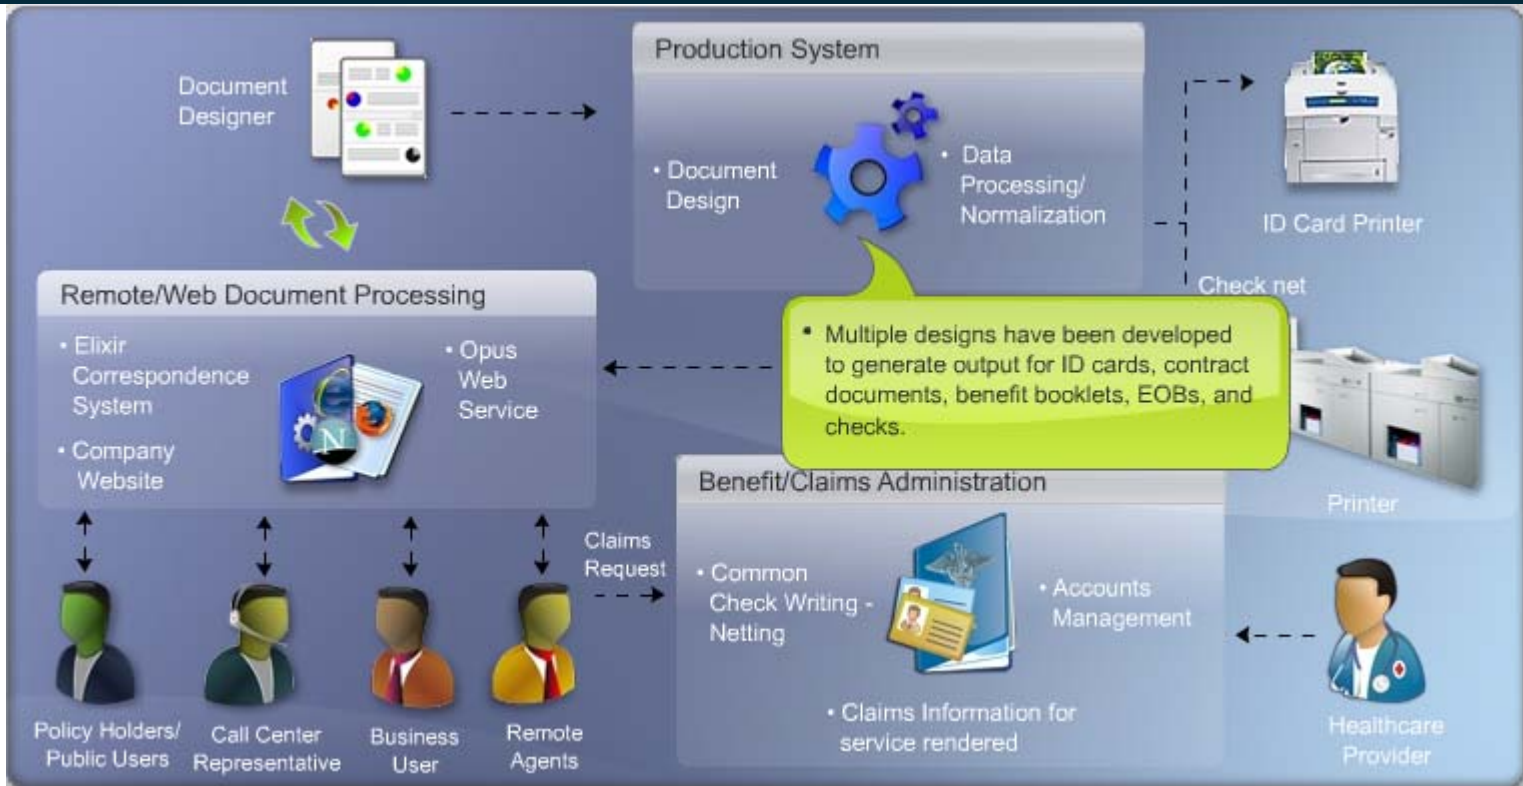 Document
Designer
Production System
• Document
Design
• Data
Processing/
Normalization
ID Card Printer
Check net
Remote/Web Document Processing
• Elixir
Correspondence
System
• Company
Website
• Opus
Web
Service
N
• Multiple designs have been developed
to generate output for ID cards, contract
documents, benefit booklets, EOBs, and
checks.
Printer
Benefit/Claims Administration
Claims
Request
• Common
Check Writing -
Netting
• Accounts
Management
• Claims Information for
service rendered
Policy Holders/
Public Users
Call Center
Representative
Business
User
Remote
Agents
Healthcare
Provider